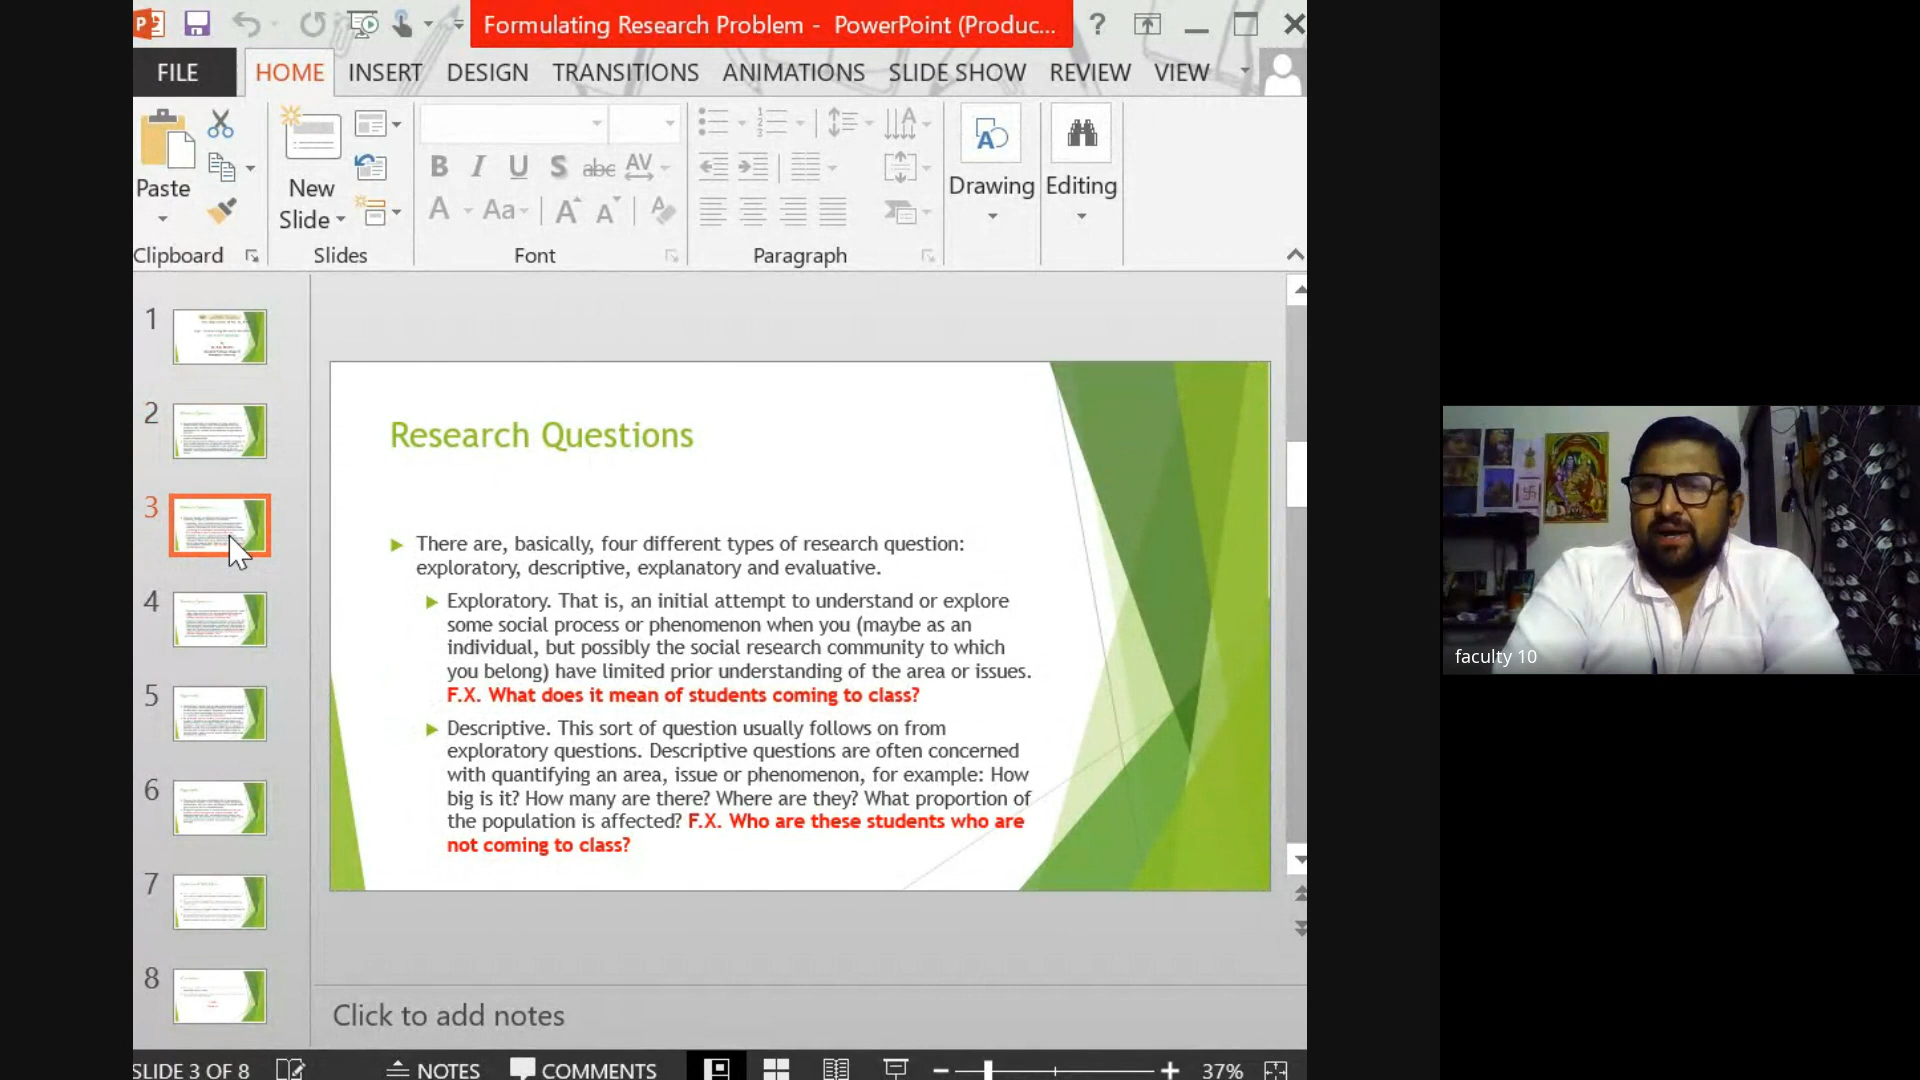 Formulating Research Problem - PowerPoint (Produc...
?
FILE HOME INSERT DESIGN TRANSITIONS ANIMATIONS SLIDE SHOW REVIEW VIEW
Paste
New
Slide
Drawing
Editing
Clipboard
Slides
Font
Paragraph
1
2
3
4
5
6
7
8
Research Questions
There are, basically, four different types of research question:
exploratory, descriptive, explanatory and evaluative.
Exploratory. That is, an initial attempt to understand or explore
some social process or phenomenon when you (maybe as an
individual, but possibly the social research community to which
you belong) have limited prior understanding of the area or issues.
F.X. What does it mean of students coming to class?
Descriptive. This sort of question usually follows on from
exploratory questions. Descriptive questions are often concerned
with quantifying an area, issue or phenomenon, for example: How
big is it? How many are there? Where are they? What proportion of
the population is affected? F.X. Who are these students who are
not coming to class?
Click to add notes
SLIDE 3 OF 8
NOTES
COMMENTS
37%
faculty 10